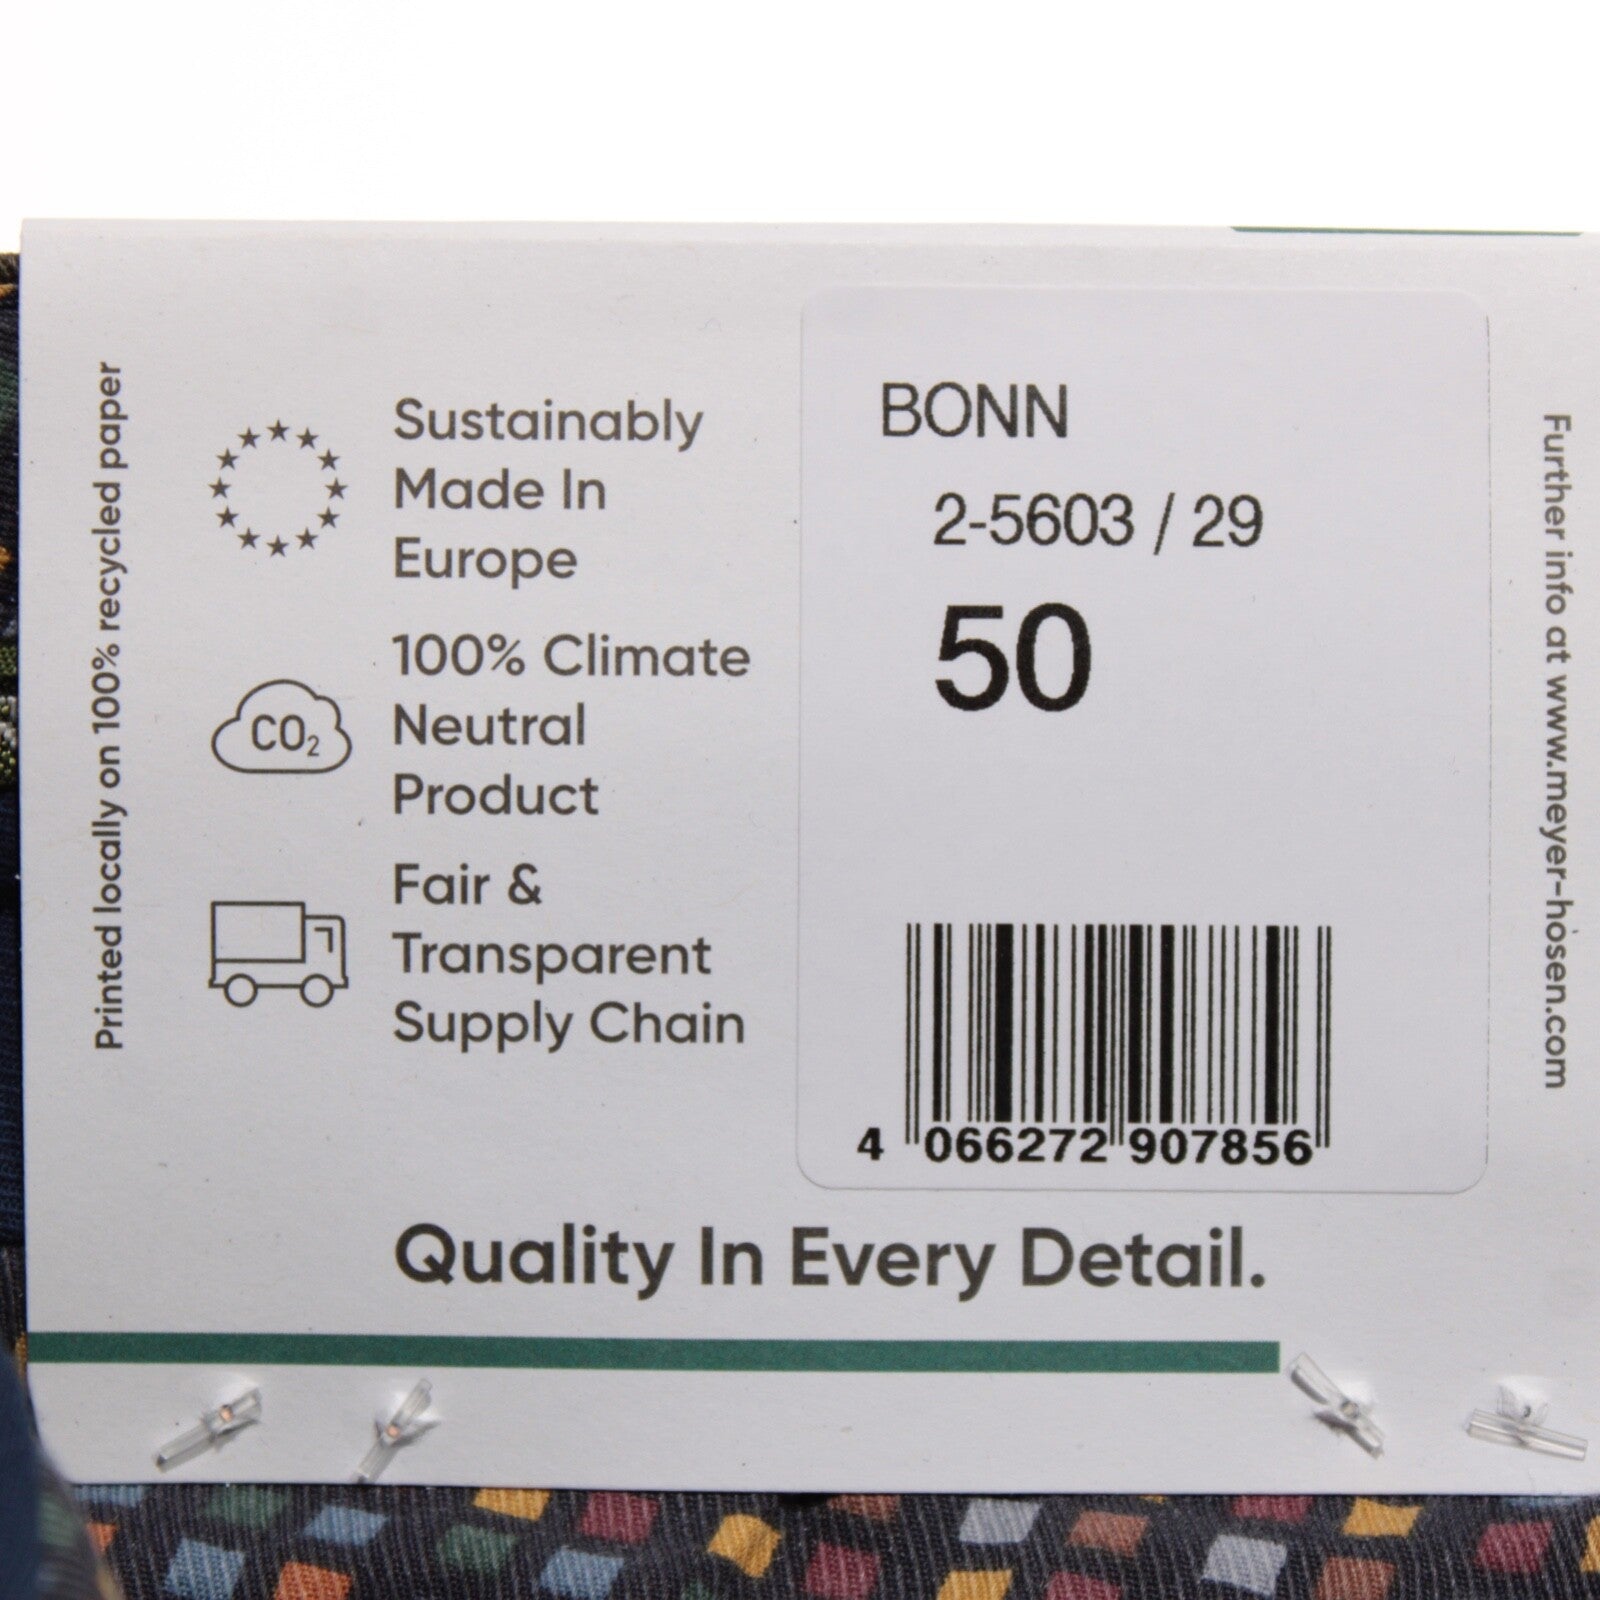 Printed locally on 100% recycled paper
Sustainably
Made In
Europe
CO₂
100% Climate
Neutral
Product
Fair &
Transparent
Supply Chain
BONN
2-5603 / 29
50
4 066272 907856
Further info at www.meyer-hosen.com
Quality In Every Detail.